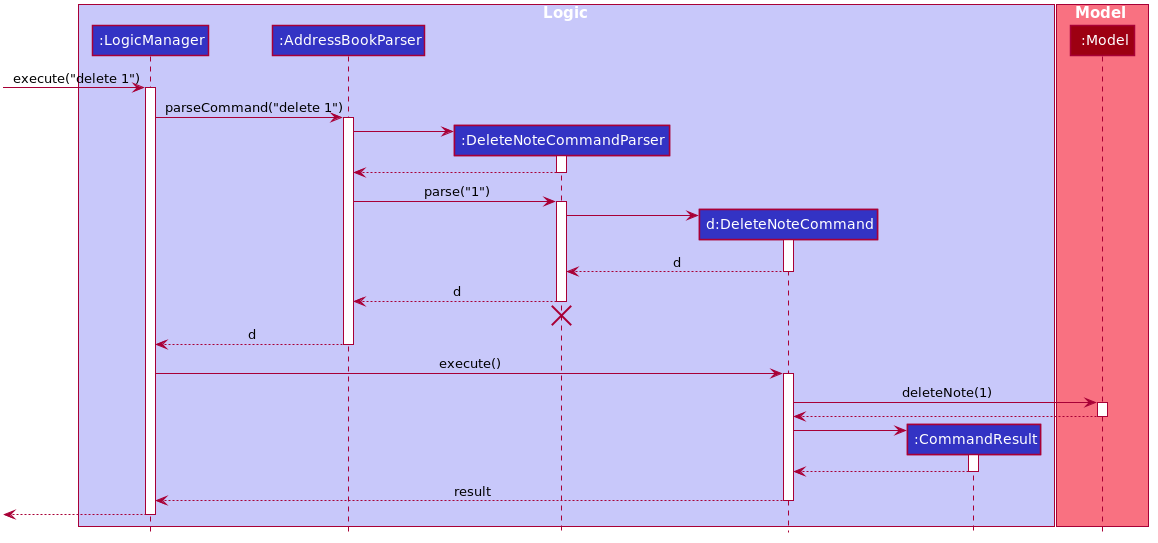 Logic
Model
:LogicManager
:AddressBookParser
:Model
execute("delete 1")
parseCommand("delete 1")
:DeleteNoteCommandParser
parse("1")
d:DeleteNoteCommand
d
d
d
execute()
deleteNote(1)
:CommandResult
result